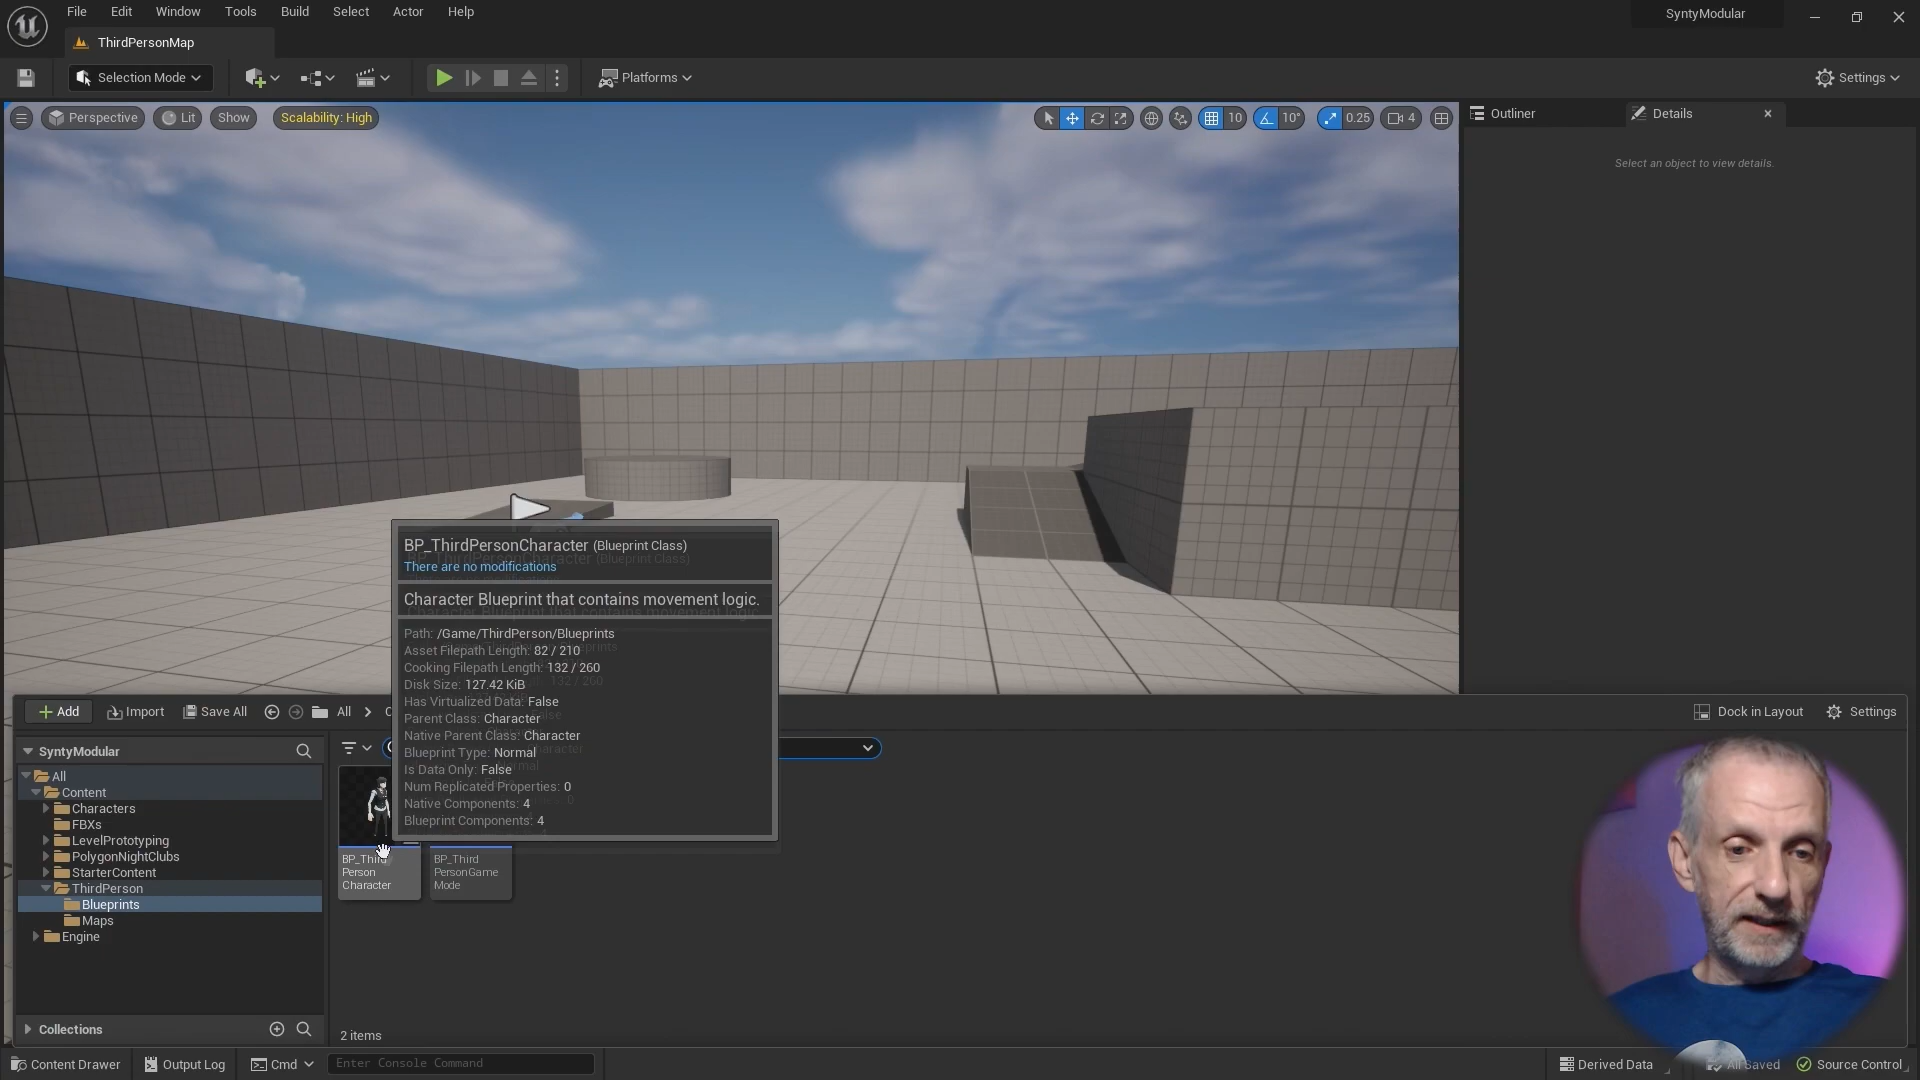 File Edit View Window Tools Build Select Actor Help
SyntyModular
ThirdPersonMap
Selection Mode
Platforms
Settings
Perspective Lit Show Scalability: High
10 10° 0.25 4
Outliner
Details
Select an object to view details.
BP_ThirdPersonCharacter (Blueprint Class)
There are no modifications
Character Blueprint that contains movement logic.
Path: /Game/ThirdPerson/Blueprints
Asset Filepath Length: 82 / 210
Cooking Filepath Length: 132 / 260
Disk Size: 127.42 KiB
Has Virtualized Data: False
Parent Class: Character
Native Parent Class: Character
Blueprint Type: Normal
Is Data Only: False
Num Replicated Properties: 0
Native Components: 4
Blueprint Components: 4
Add Import Save All All
Dock in Layout Settings
SyntyModular
All
Content
Characters
FBXs
LevelPrototyping
PolygonNightClubs
StarterContent
ThirdPerson
Blueprints
Maps
Engine
Collections
BP_Third
Person
Character
BP_Third
PersonGame
Mode
2 items
Content Drawer Output Log Cmd Enter Console Command
Derived Data All Saved Source Control